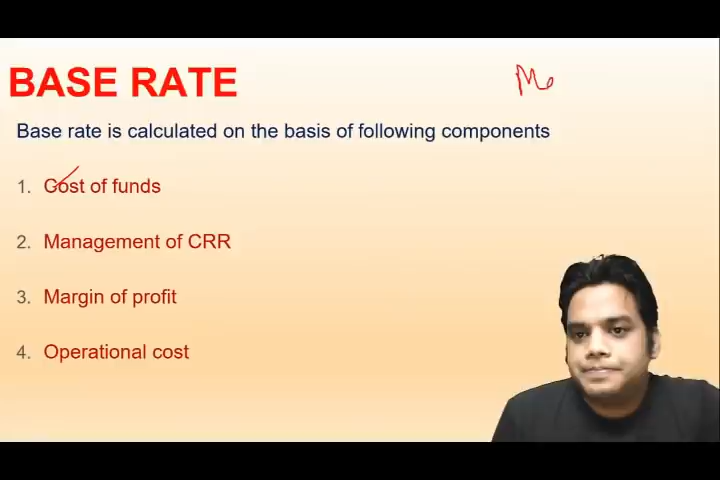 BASE RATE
Base rate is calculated on the basis of following components
1. Cost of funds
2. Management of CRR
3. Margin of profit
4. Operational cost